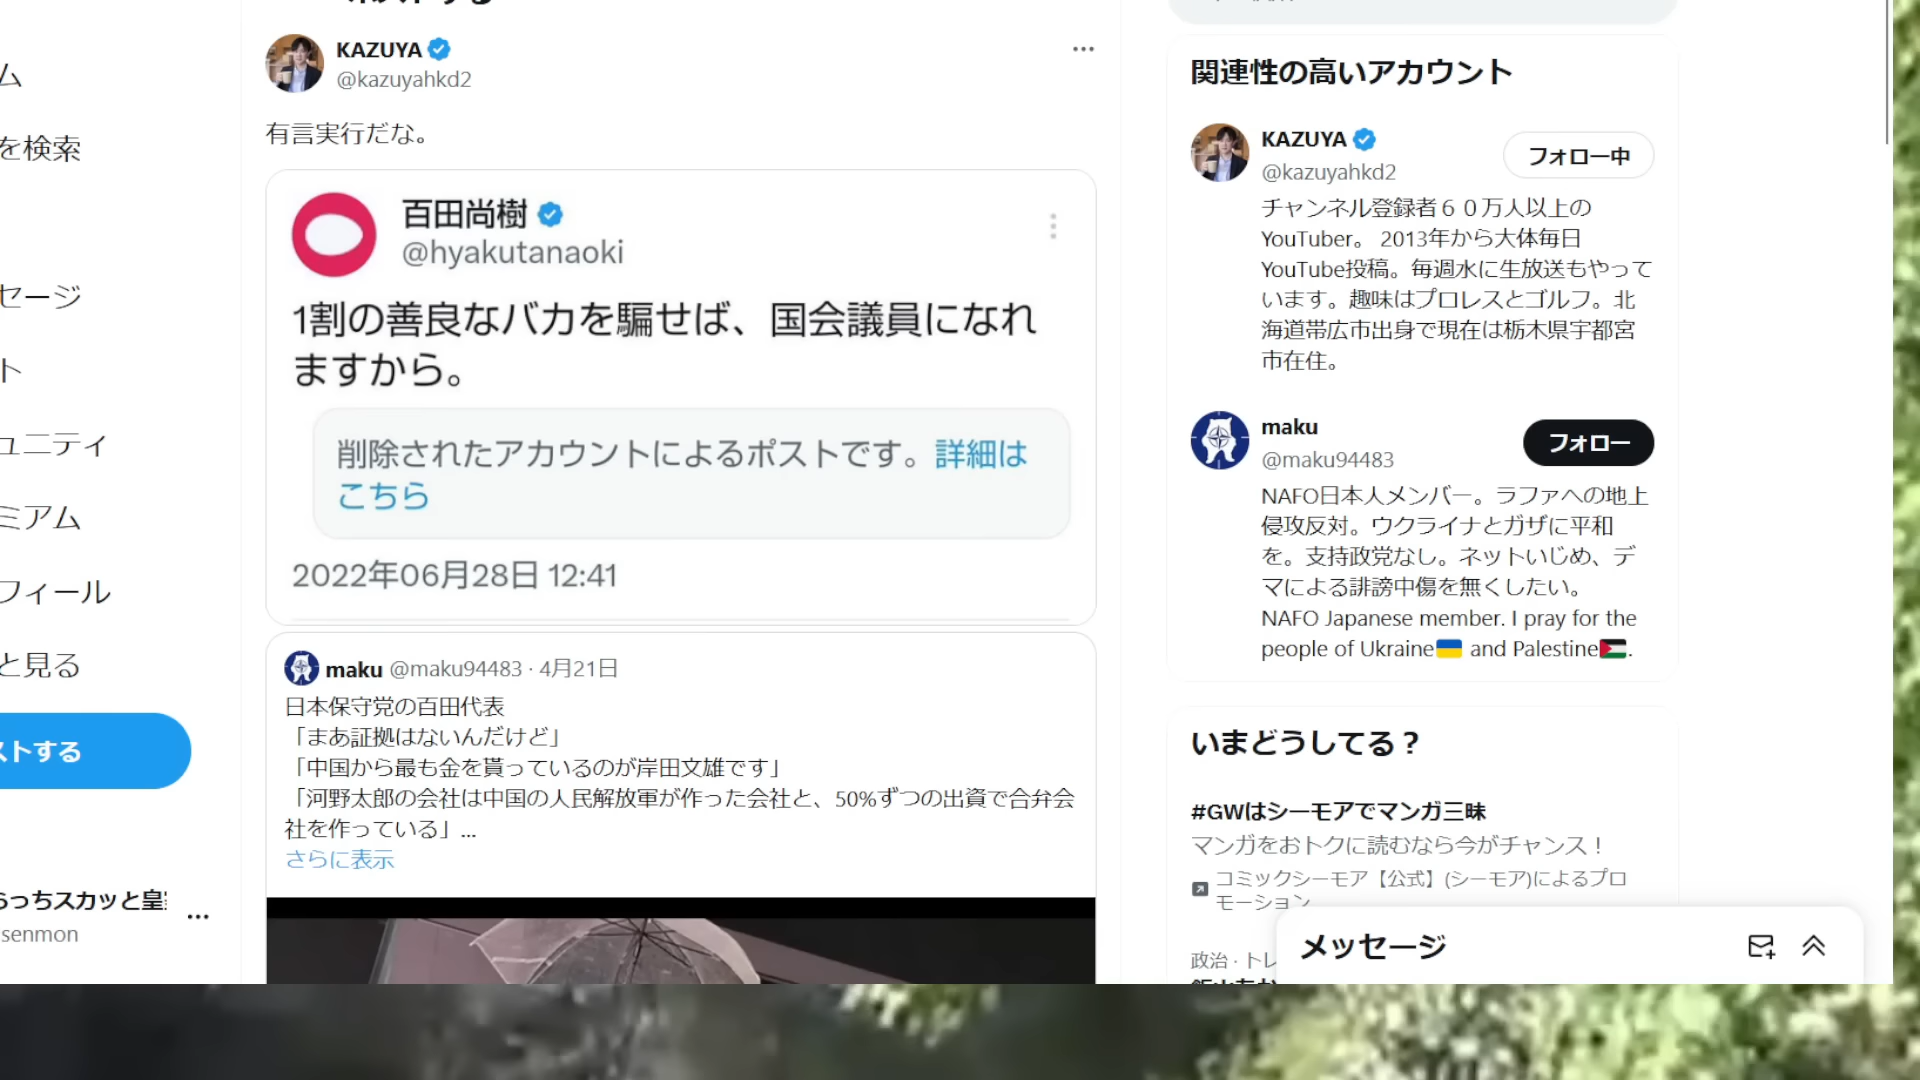 ム
を検索
セージ
ト
ュニティ
ミアム
フィール
と見る
ストする
らっちスカッと皇
senmon
KAZUYA
@kazuyahkd2
有言実行だな。
百田尚樹
@hyakutanaoki
1割の善良なバカを騙せば、国会議員になれ
ますから。
削除されたアカウントによるポストです。詳細は
こちら
2022年06月28日 12:41
maku @maku94483 · 4月21日
日本保守党の百田代表
「まあ証拠はないんだけど」
「中国から最も金を貰っているのが岸田文雄です」
「河野太郎の会社は中国の人民解放軍が作った会社と、50%ずつの出資で合弁会
社を作っている」...
さらに表示
関連性の高いアカウント
KAZUYA
@kazuyahkd2
フォロー中
チャンネル登録者６０万人以上の
YouTuber。 2013年から大体毎日
YouTube投稿。毎週水に生放送もやって
います。趣味はプロレスとゴルフ。北
海道帯広市出身で現在は栃木県宇都宮
市在住。
maku
@maku94483
フォロー
NAFO日本人メンバー。ラファへの地上
侵攻反対。ウクライナとガザに平和
を。支持政党なし。ネットいじめ、デ
マによる誹謗中傷を無くしたい。
NAFO Japanese member. I pray for the
people of Ukraine🇺🇦 and Palestine🇵🇸.
いまどうしてる？
#GWはシーモアでマンガ三昧
マンガをおトクに読むなら今がチャンス！
コミックシーモア【公式】(シーモア)によるプロ
モーション
政治 · トレ
メッセージ